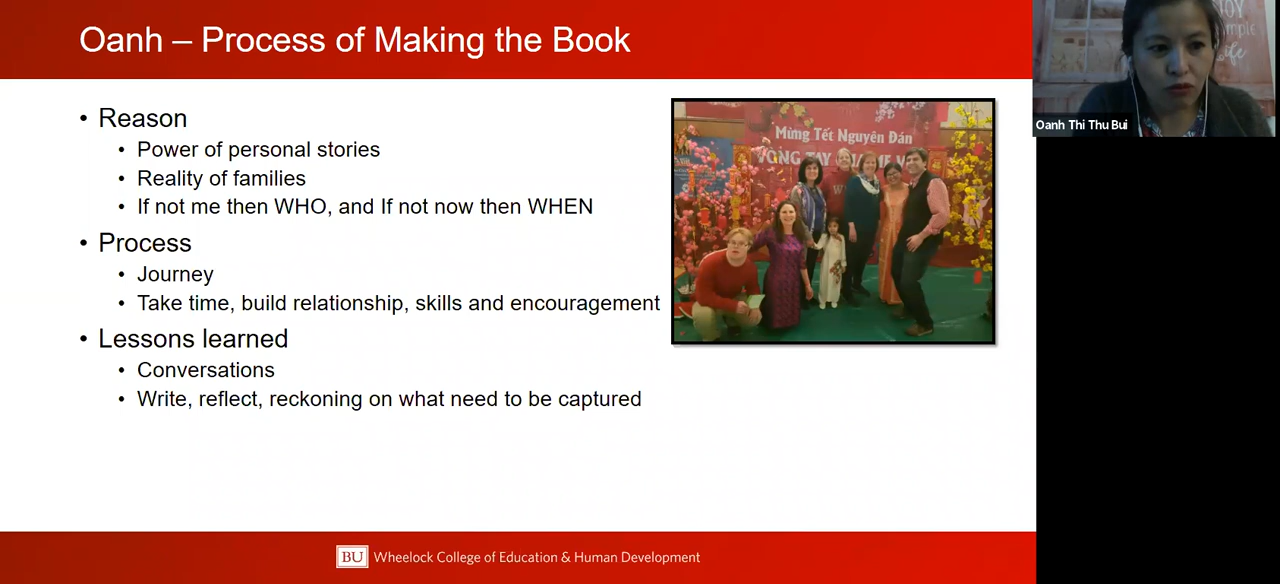 Oanh – Process of Making the Book
• Reason
• Power of personal stories
• Reality of families
• If not me then WHO, and If not now then WHEN
• Process
• Journey
• Take time, build relationship, skills and encouragement
• Lessons learned
• Conversations
• Write, reflect, reckoning on what need to be captured
Mừng Tết Nguyên Đán
VÒNG TAY
BU Wheelock College of Education & Human Development
JOY
Life
Oanh Thi Thu Bui